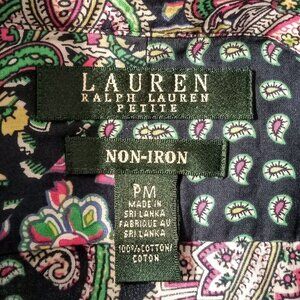 LAUREN
RALPH LAUREN
PETITE
NON-IRON
PM
MADE IN
SRI LANKA
FABRIQUÉ AU
SRI LANKA
100% COTTON/
COTON